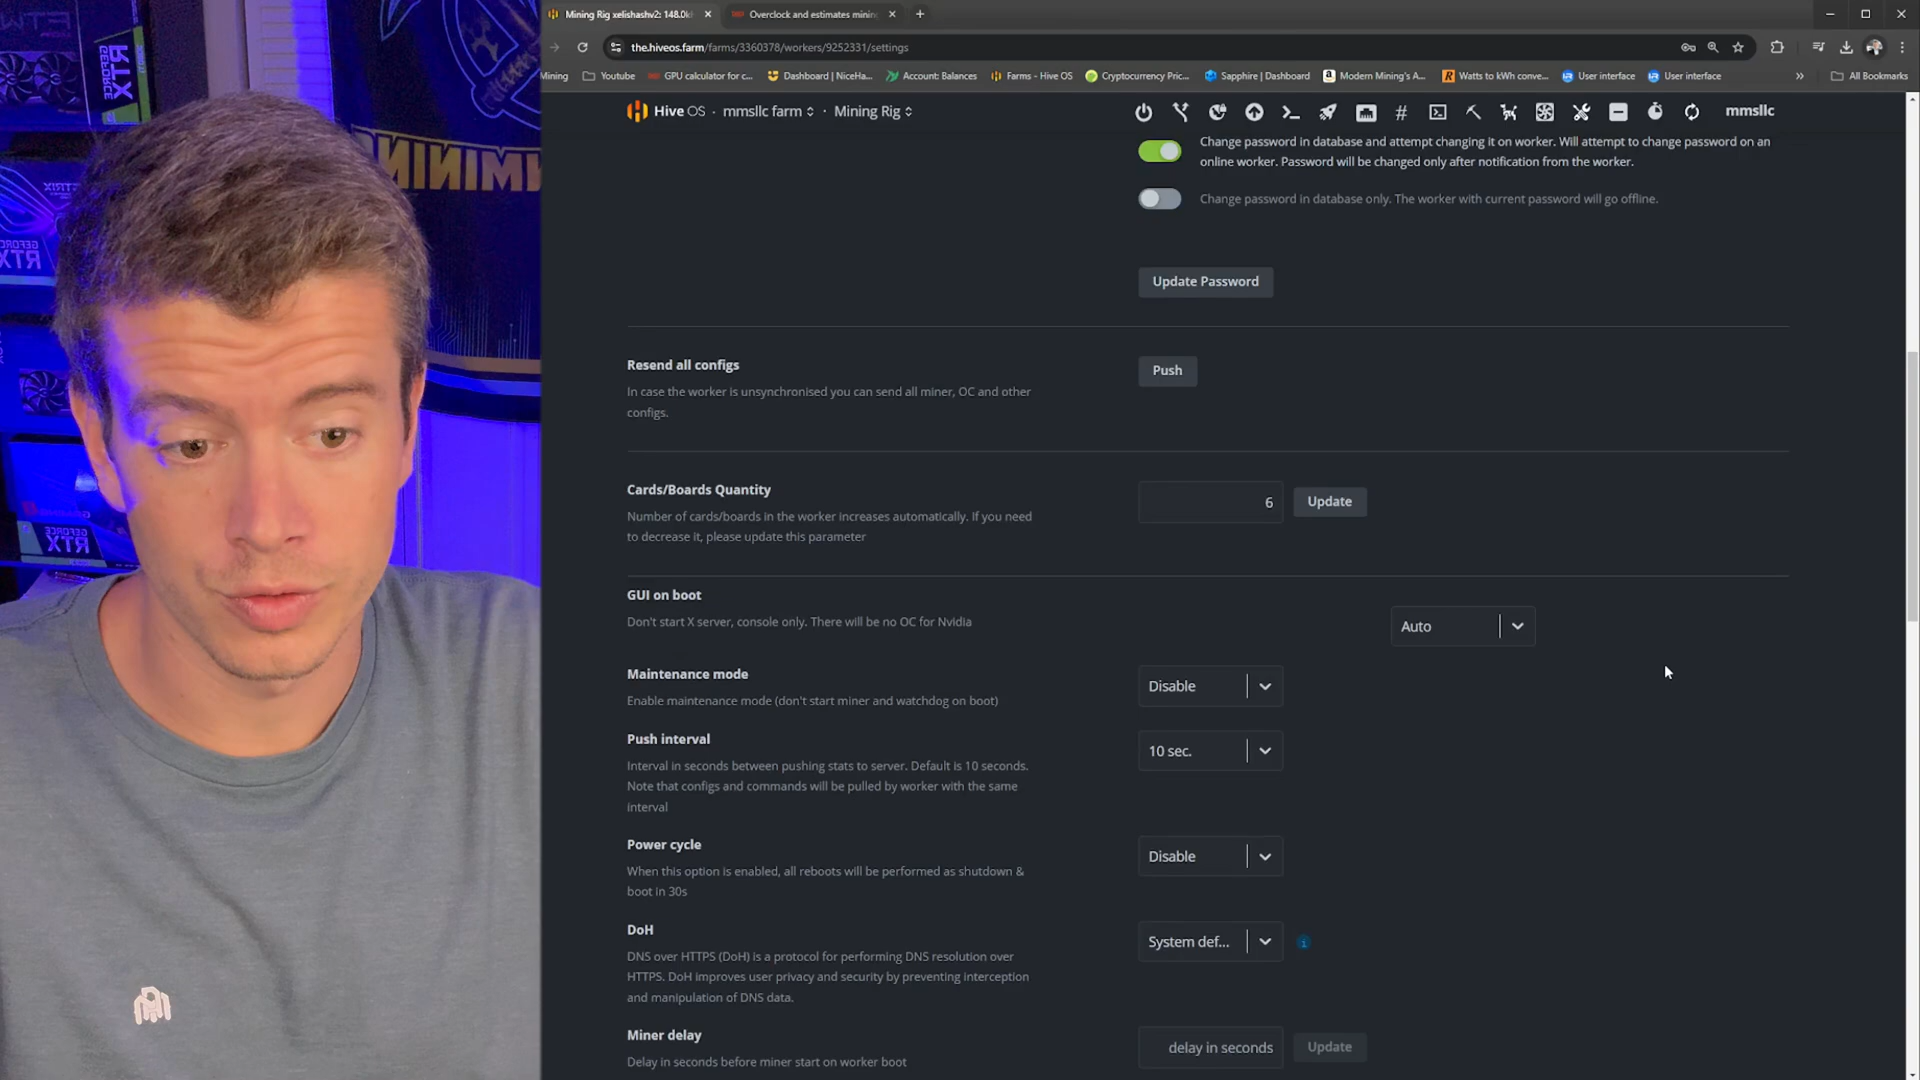 Mining Rig xelishashv2: 148.0k
Overclock and estimates minin
the.hiveos.farm/farms/3360378/workers/9252331/settings
Mining
Youtube
GPU calculator for c...
Dashboard | NiceHa...
Account: Balances
Farms - Hive OS
Cryptocurrency Pric...
Sapphire | Dashboard
Modern Mining's A...
Watts to kWh conve...
User interface
User interface
»
All Bookmarks
Hive OS · mmsllc farm · Mining Rig
mmsllc
Change password in database and attempt changing it on worker. Will attempt to change password on an
online worker. Password will be changed only after notification from the worker.
Change password in database only. The worker with current password will go offline.
Update Password
Resend all configs
In case the worker is unsynchronised you can send all miner, OC and other
configs.
Push
Cards/Boards Quantity
Number of cards/boards in the worker increases automatically. If you need
to decrease it, please update this parameter
6
Update
GUI on boot
Don't start X server, console only. There will be no OC for Nvidia
Auto
Maintenance mode
Enable maintenance mode (don't start miner and watchdog on boot)
Disable
Push interval
Interval in seconds between pushing stats to server. Default is 10 seconds.
Note that configs and commands will be pulled by worker with the same
interval
10 sec.
Power cycle
When this option is enabled, all reboots will be performed as shutdown &
boot in 30s
Disable
DoH
DNS over HTTPS (DoH) is a protocol for performing DNS resolution over
HTTPS. DoH improves user privacy and security by preventing interception
and manipulation of DNS data.
System def...
Miner delay
Delay in seconds before miner start on worker boot
delay in seconds
Update
RTX
GEFORCE
GEFORCE
RTX
GEFORCE
RTX
MINING